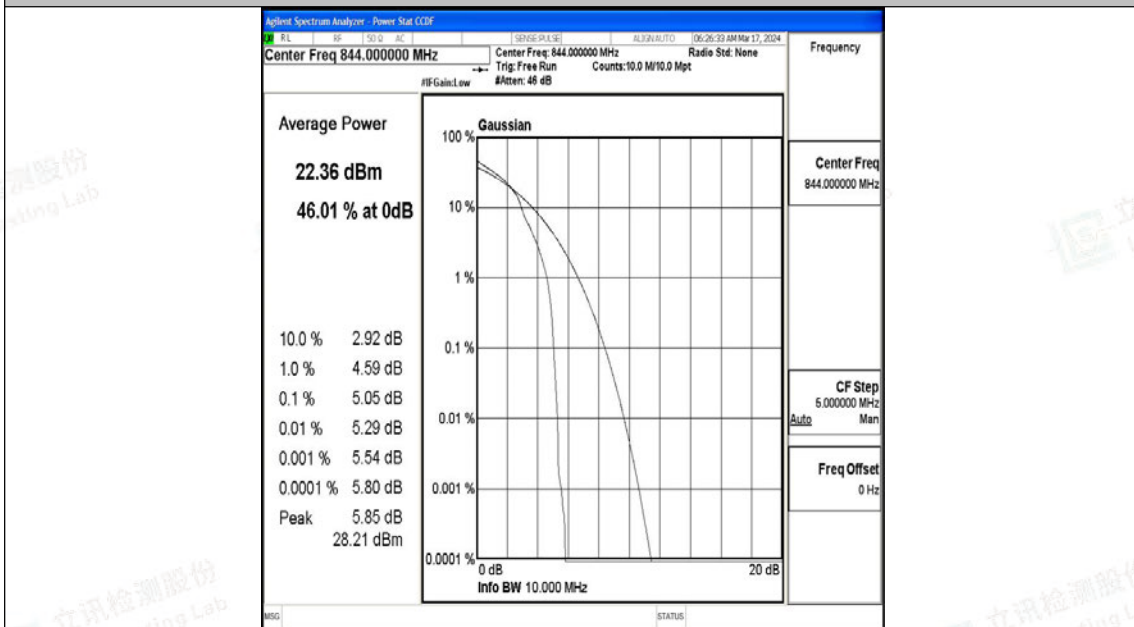 Agilent Spectrum Analyzer - Power Stat CCDF
RL RF 50 Ω AC SENSE:PULSE ALIGN AUTO 06:26:33 AM Mar 17, 2024
Center Freq 844.000000 MHz
Center Freq: 844.000000 MHz Radio Std: None
Trig: Free Run Counts:10.0 M/10.0 Mpt
#IFGain:Low #Atten: 46 dB
Frequency
Average Power
22.36 dBm
46.01 % at 0dB
10.0 % 2.92 dB
1.0 % 4.59 dB
0.1 % 5.05 dB
0.01 % 5.29 dB
0.001 % 5.54 dB
0.0001 % 5.80 dB
Peak 5.85 dB
28.21 dBm
Gaussian
100 %
10 %
1 %
0.1 %
0.01 %
0.001 %
0.0001 %
0 dB 20 dB
Info BW 10.000 MHz
Center Freq
844.000000 MHz
CF Step
5.000000 MHz
Auto Man
Freq Offset
0 Hz
MSG STATUS
立讯检测股份